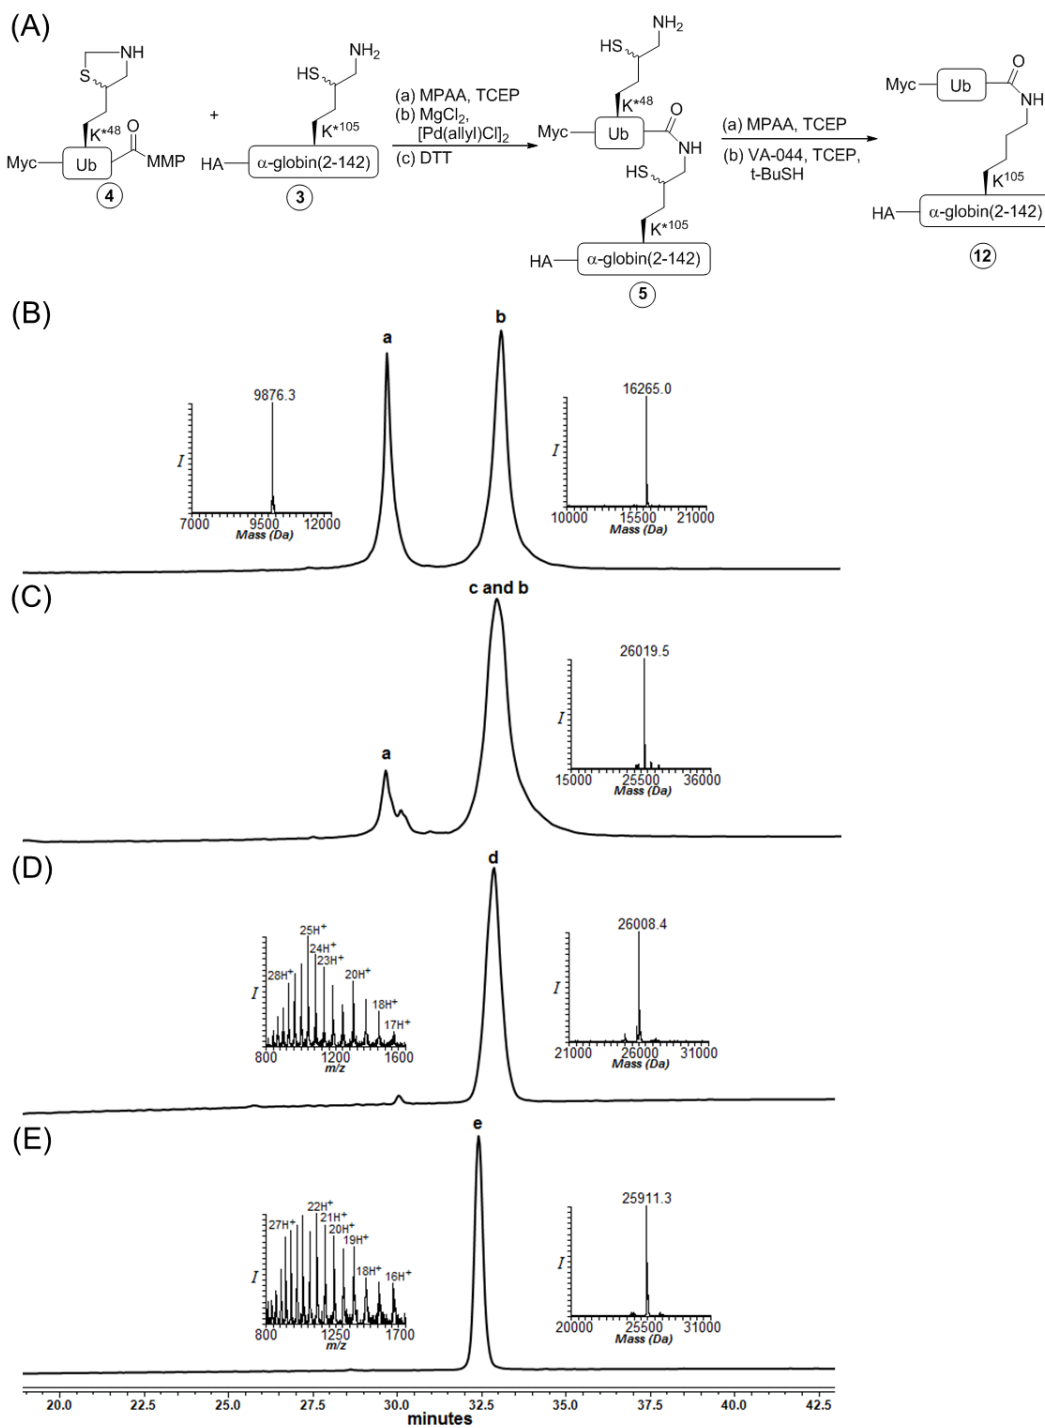 (A)
NH
S
K*48
O
Myc
Ub
MMP
4
+
NH2
HS
K*105
HA
α-globin(2-142)
3
(a) MPAA, TCEP
(b) MgCl2,
[Pd(allyl)Cl]2
(c) DTT
NH2
HS
K*48
O
Myc
Ub
NH
HS
K*105
HA
α-globin(2-142)
5
(a) MPAA, TCEP
(b) VA-044, TCEP,
t-BuSH
O
Myc
Ub
NH
K105
HA
α-globin(2-142)
12
(B)
a
b
9876.3
I
7000 9500 12000
Mass (Da)
16265.0
I
10000 15500 21000
Mass (Da)
(C)
c and b
a
26019.5
I
15000 25500 36000
Mass (Da)
(D)
d
25H+
24H+
23H+
28H+
20H+
18H+
17H+
I
800 1200 1600
m/z
26008.4
I
21000 26000 31000
Mass (Da)
(E)
e
22H+
27H+
21H+
20H+
19H+
18H+
16H+
I
800 1250 1700
m/z
25911.3
I
20000 25500 31000
Mass (Da)
20.0 22.5 25.0 27.5 30.0 32.5 35.0 37.5 40.0 42.5
minutes